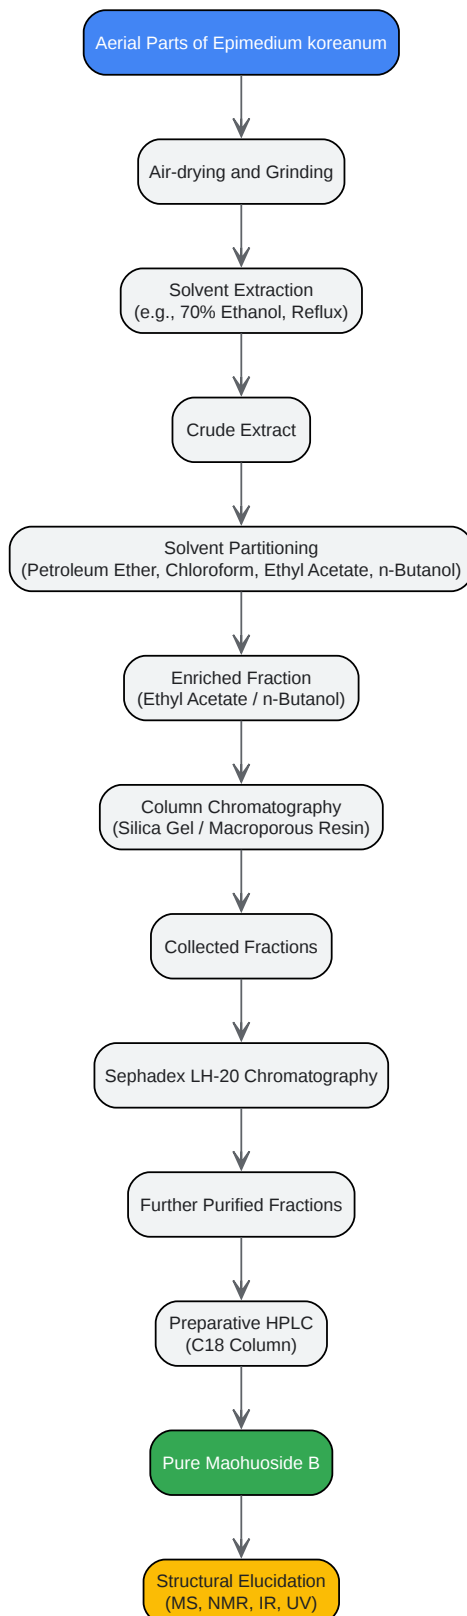 Aerial Parts of Epimedium koreanum
Air-drying and Grinding
Solvent Extraction
(e.g., 70% Ethanol, Reflux)
Crude Extract
Solvent Partitioning
(Petroleum Ether, Chloroform, Ethyl Acetate, n-Butanol)
Enriched Fraction
(Ethyl Acetate / n-Butanol)
Column Chromatography
(Silica Gel / Macroporous Resin)
Collected Fractions
Sephadex LH-20 Chromatography
Further Purified Fractions
Preparative HPLC
(C18 Column)
Pure Maohuoside B
Structural Elucidation
(MS, NMR, IR, UV)